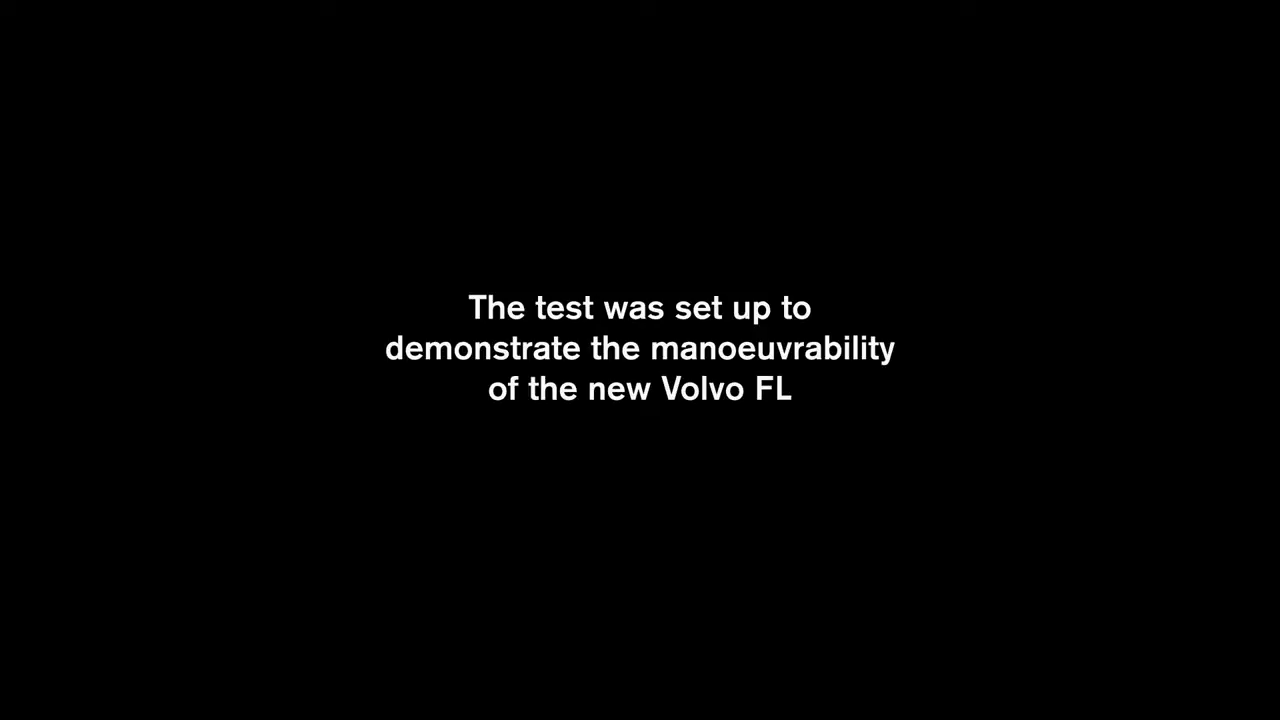 The test was set up to
demonstrate the manoeuvrability
of the new Volvo FL